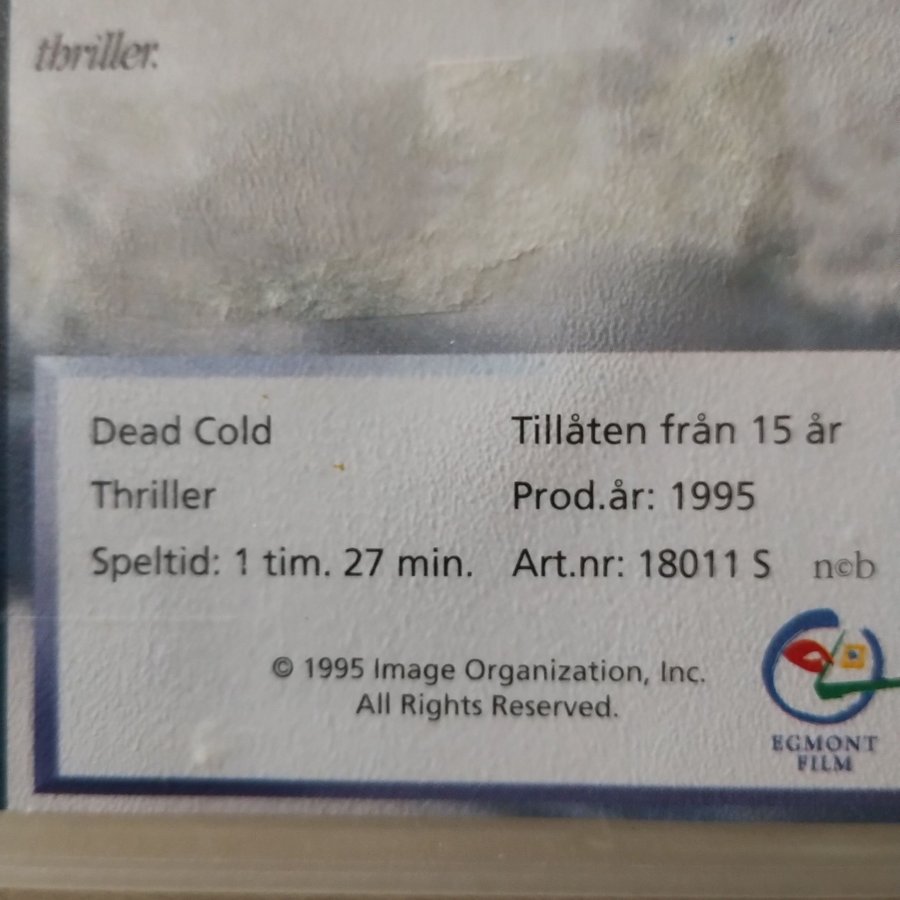 thriller.
Dead Cold
Tillåten från 15 år
Thriller
Prod.år: 1995
Speltid: 1 tim. 27 min.
Art.nr: 18011 S
n©b
© 1995 Image Organization, Inc.
All Rights Reserved.
EGMONT
FILM